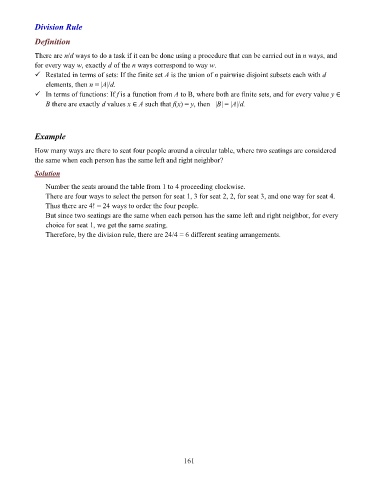 Division Rule
Definition
There are n/d ways to do a task if it can be done using a procedure that can be carried out in n ways, and
for every way w, exactly d of the n ways correspond to way w.
✓ Restated in terms of sets: If the finite set A is the union of n pairwise disjoint subsets each with d
elements, then n = |A|/d.
✓ In terms of functions: If f is a function from A to B, where both are finite sets, and for every value y ∈
B there are exactly d values x ∈ A such that f(x) = y, then |B| = |A|/d.
Example
How many ways are there to seat four people around a circular table, where two seatings are considered
the same when each person has the same left and right neighbor?
Solution
Number the seats around the table from 1 to 4 proceeding clockwise.
There are four ways to select the person for seat 1, 3 for seat 2, 2, for seat 3, and one way for seat 4.
Thus there are 4! = 24 ways to order the four people.
But since two seatings are the same when each person has the same left and right neighbor, for every
choice for seat 1, we get the same seating.
Therefore, by the division rule, there are 24/4 = 6 different seating arrangements.
161